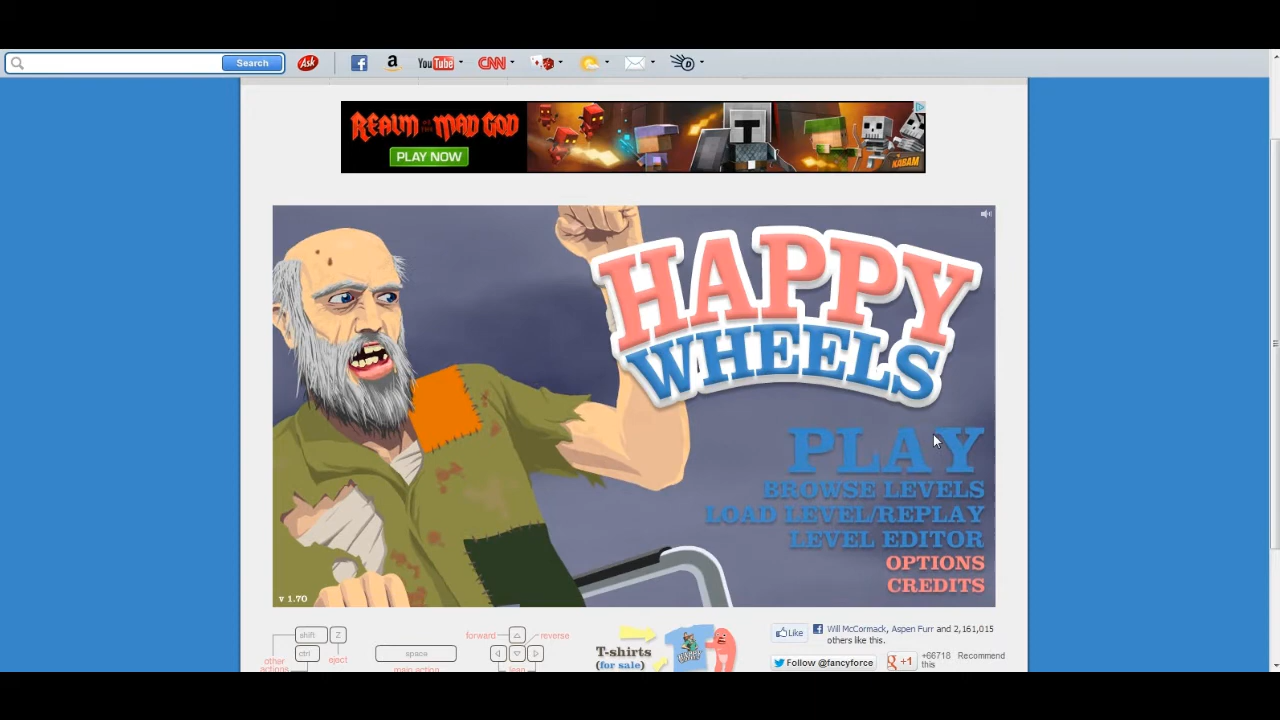 Search
Ask
a
YouTube
CNN
REALM OF THE MAD GOD
PLAY NOW
KABAM
HAPPY
WHEELS
PLAY
BROWSE LEVELS
LOAD LEVEL/REPLAY
LEVEL EDITOR
OPTIONS
CREDITS
v 1.70
shift
Z
ctrl
other
actions
eject
space
main action
forward
reverse
lean
T-shirts
(for sale)
Like
Will McCormack, Aspen Furr and 2,161,015
others like this.
Follow @fancyforce
g +1
+66718 Recommend
this